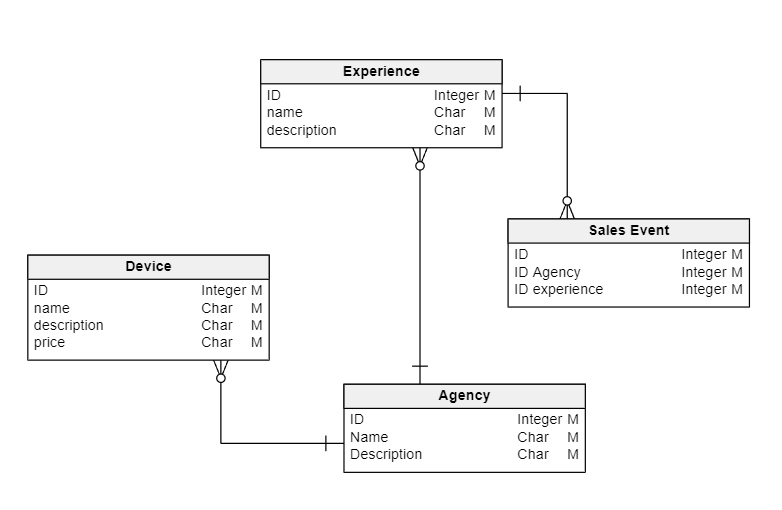 Experience
ID Integer M
name Char M
description Char M
Sales Event
ID Integer M
ID Agency Integer M
ID experience Integer M
Device
ID Integer M
name Char M
description Char M
price Char M
Agency
ID Integer M
Name Char M
Description Char M